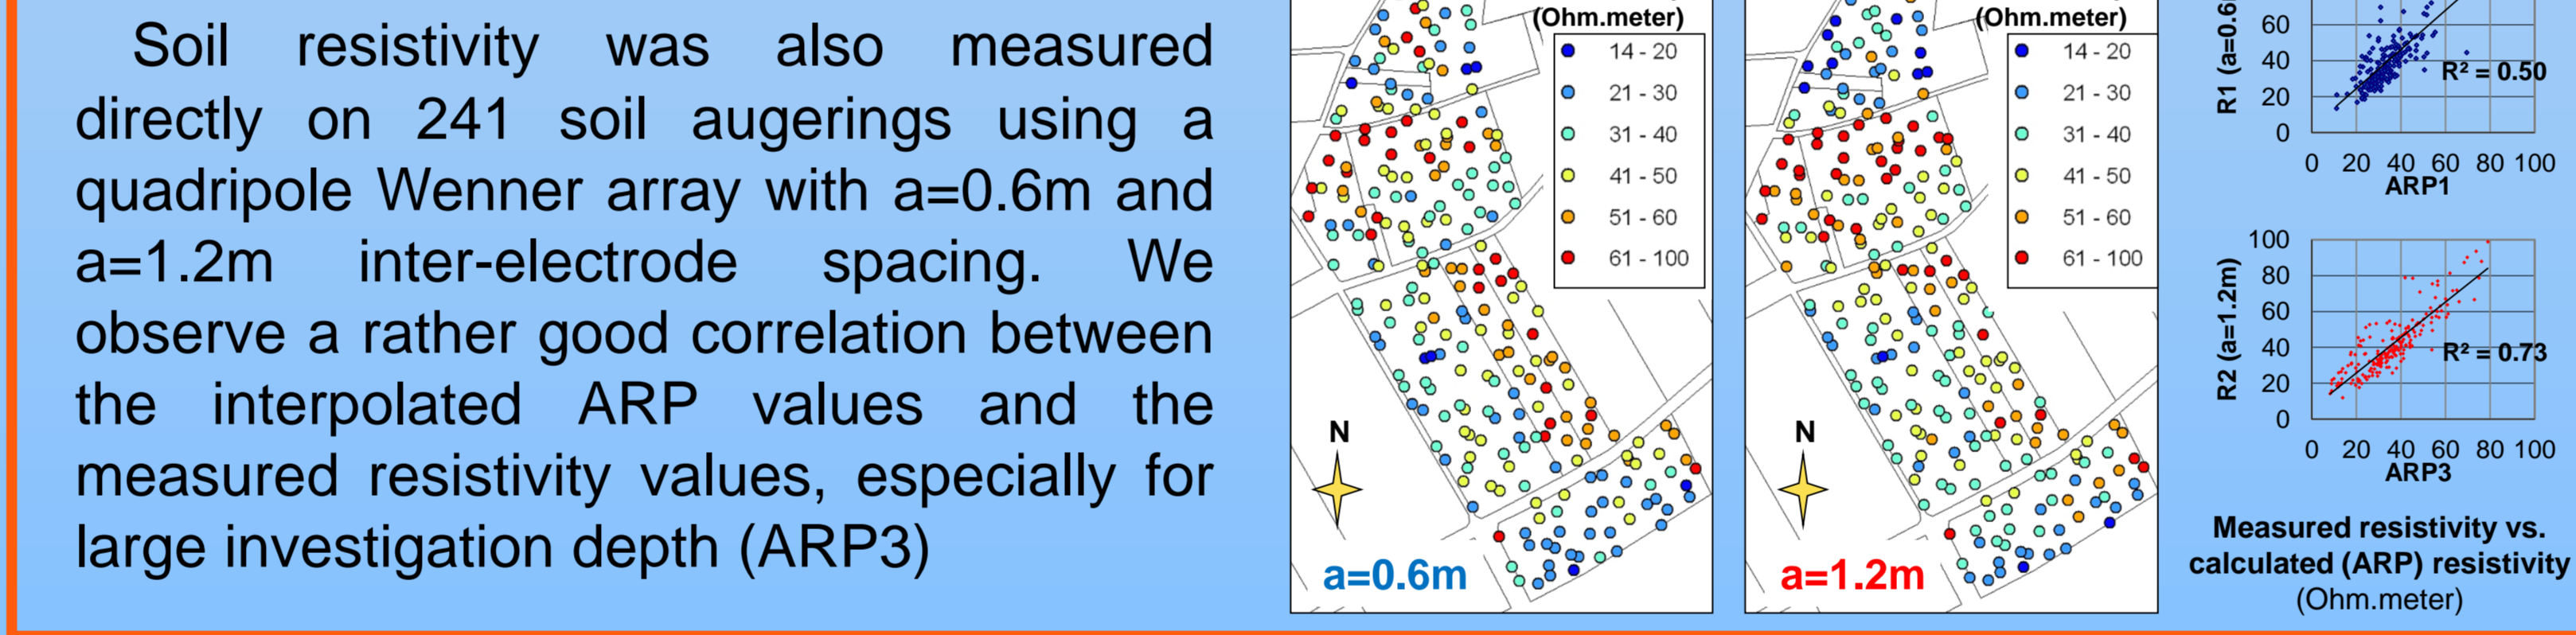 Soil resistivity was also measured
directly on 241 soil augerings using a
quadripole Wenner array with a=0.6m and
a=1.2m inter-electrode spacing. We
observe a rather good correlation between
the interpolated ARP values and the
measured resistivity values, especially for
large investigation depth (ARP3)
(Ohm.meter)
14 - 20
21 - 30
31 - 40
41 - 50
51 - 60
61 - 100
N
a=0.6m
(Ohm.meter)
14 - 20
21 - 30
31 - 40
41 - 50
51 - 60
61 - 100
N
a=1.2m
R1 (a=0.6
60
40
20
0
R² = 0.50
0 20 40 60 80 100
ARP1
R2 (a=1.2m)
100
80
60
40
20
0
R² = 0.73
0 20 40 60 80 100
ARP3
Measured resistivity vs.
calculated (ARP) resistivity
(Ohm.meter)